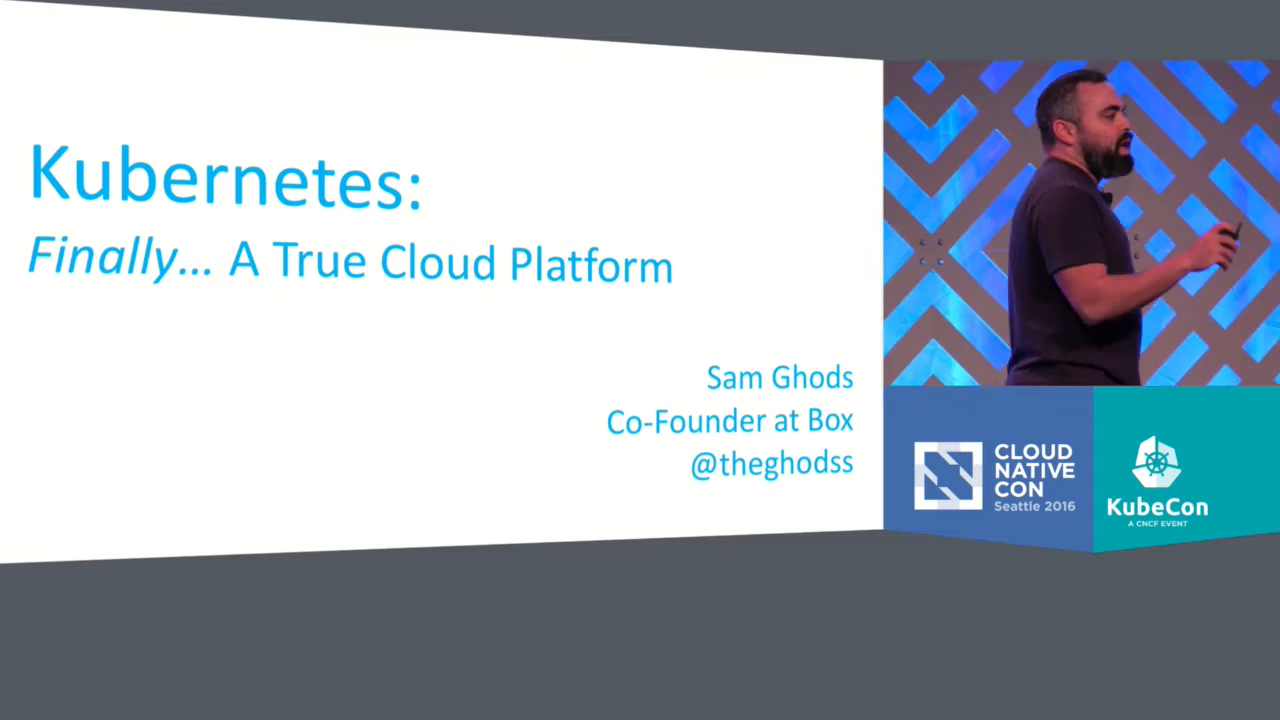 Kubernetes:
Finally... A True Cloud Platform
Sam Ghods
Co-Founder at Box
@theghodss
CLOUD
NATIVE
CON
Seattle 2016
KubeCon
A CNCF EVENT